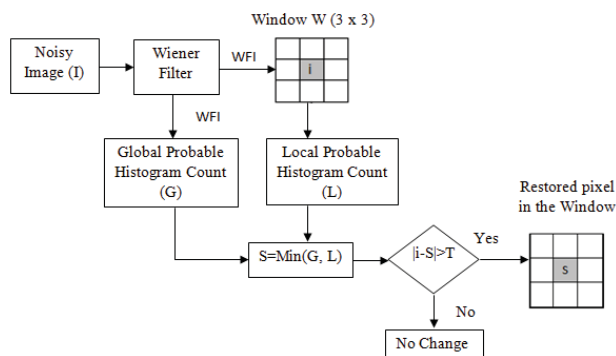 Window W (3 x 3)
Noisy
Image (I)
Wiener
Filter
WFI
i
WFI
Global Probable
Histogram Count
(G)
Local Probable
Histogram Count
(L)
Restored pixel
in the Window
S=Min(G, L)
|i-S|>T
Yes
s
No
No Change